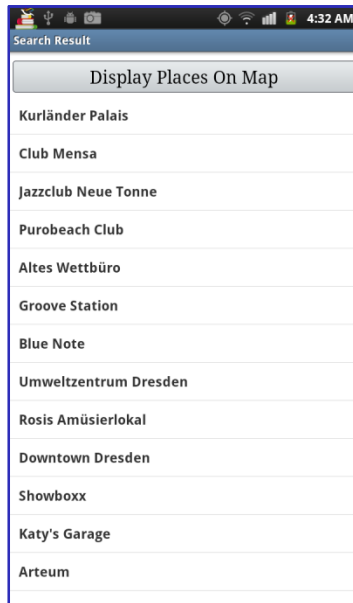 4:32 AM
Search Result
Display Places On Map
Kurländer Palais
Club Mensa
Jazzclub Neue Tonne
Purobeach Club
Altes Wettbüro
Groove Station
Blue Note
Umweltzentrum Dresden
Rosis Amüsierlokal
Downtown Dresden
Showboxx
Katy's Garage
Arteum